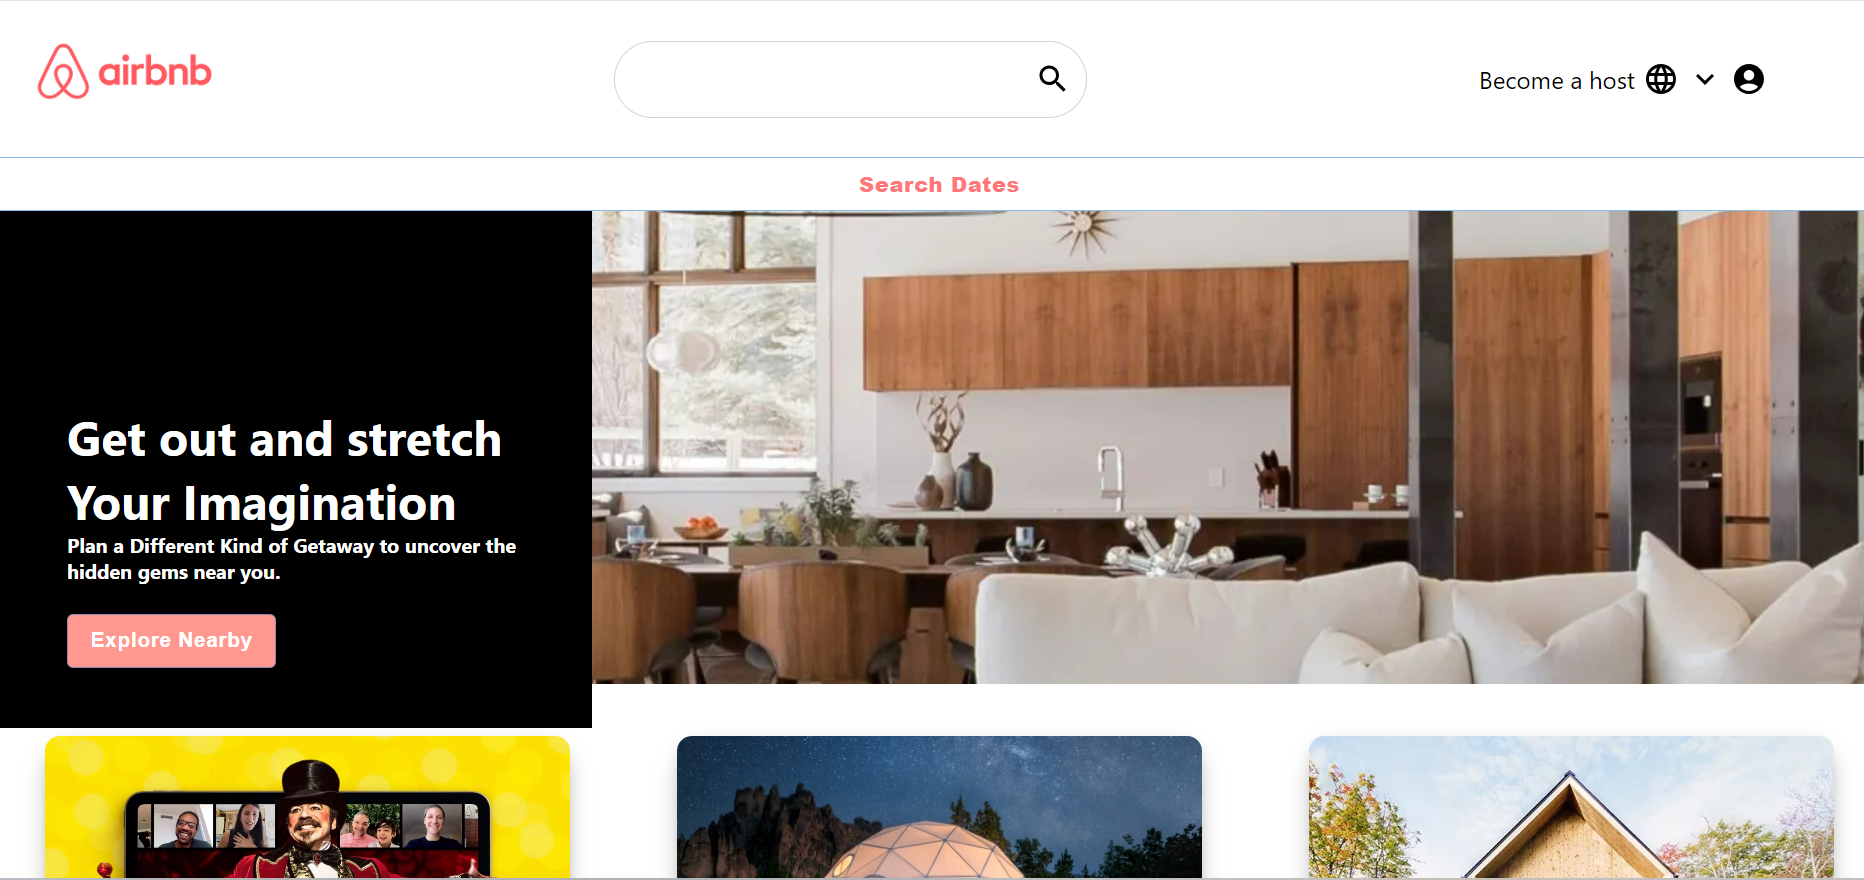 airbnb
Become a host
Search Dates
Get out and stretch
Your Imagination
Plan a Different Kind of Getaway to uncover the
hidden gems near you.
Explore Nearby